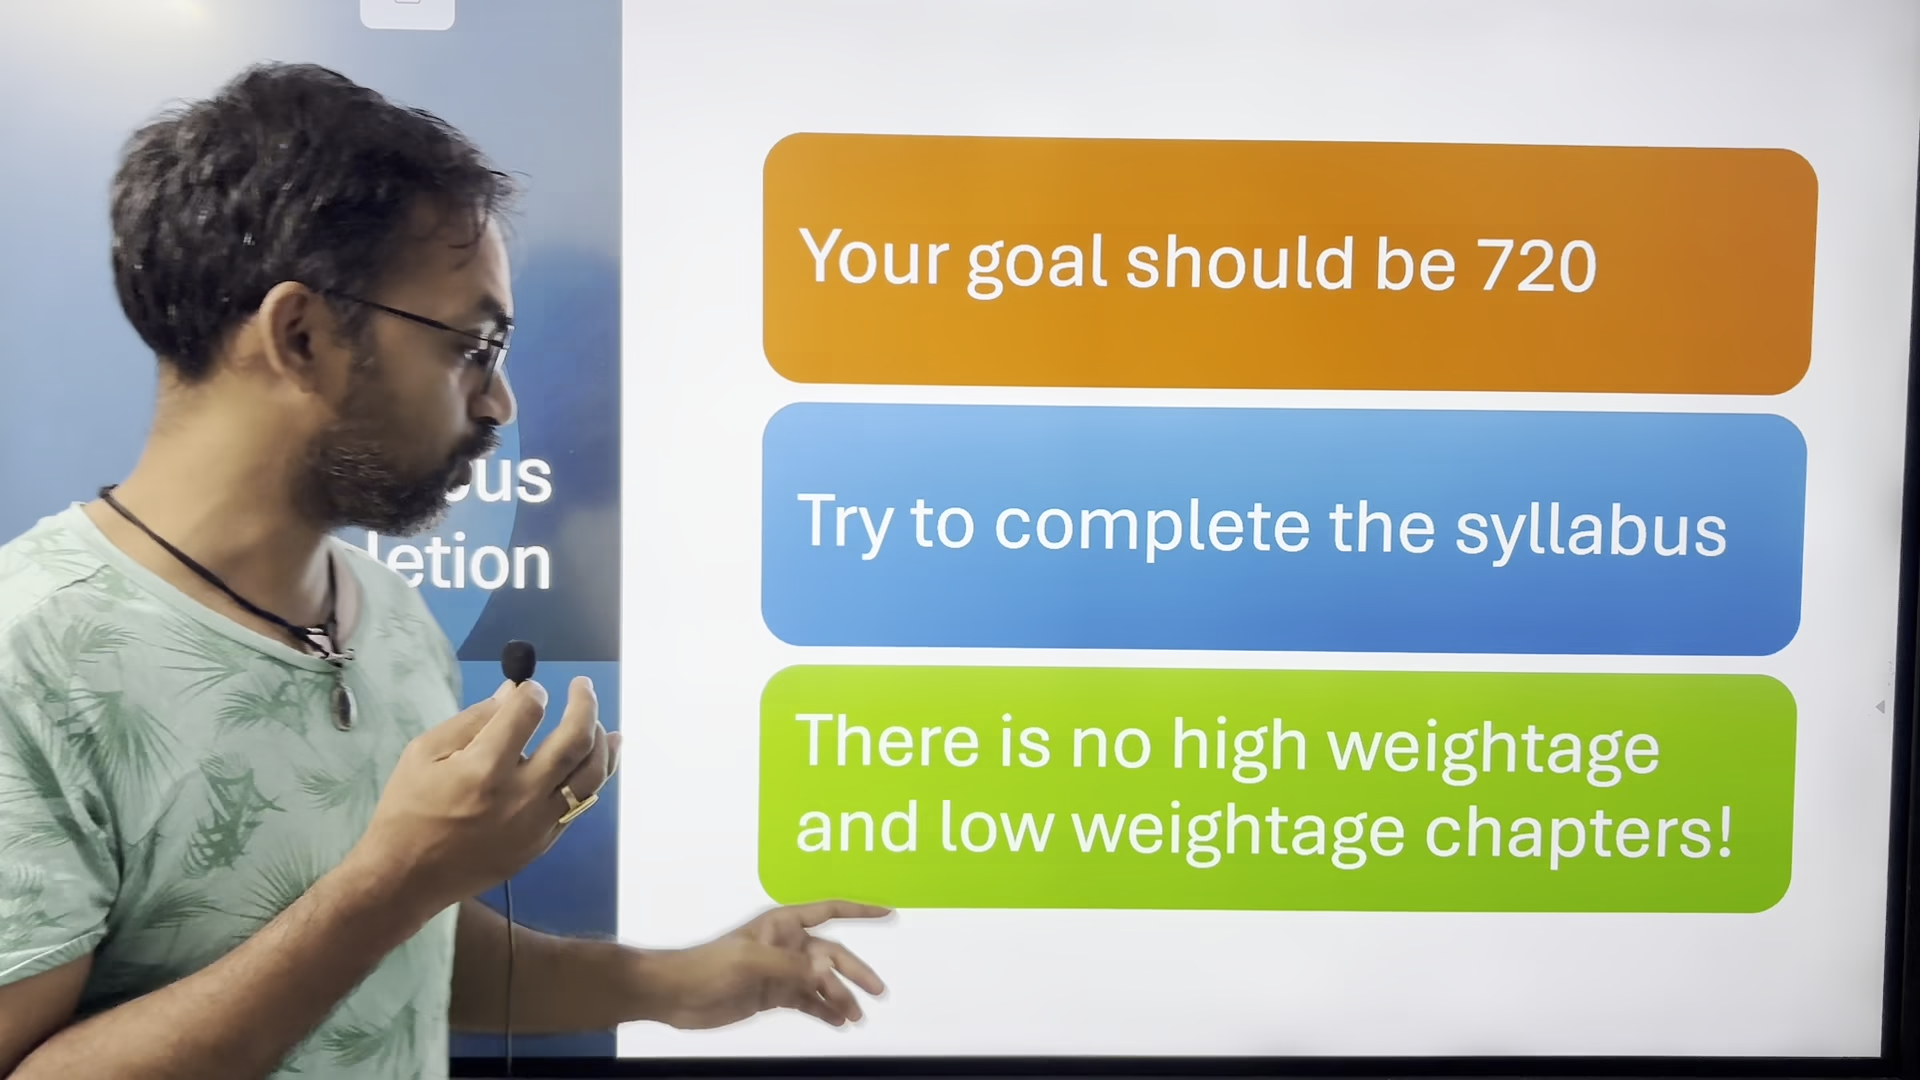 Your goal should be 720
Try to complete the syllabus
There is no high weightage
and low weightage chapters!